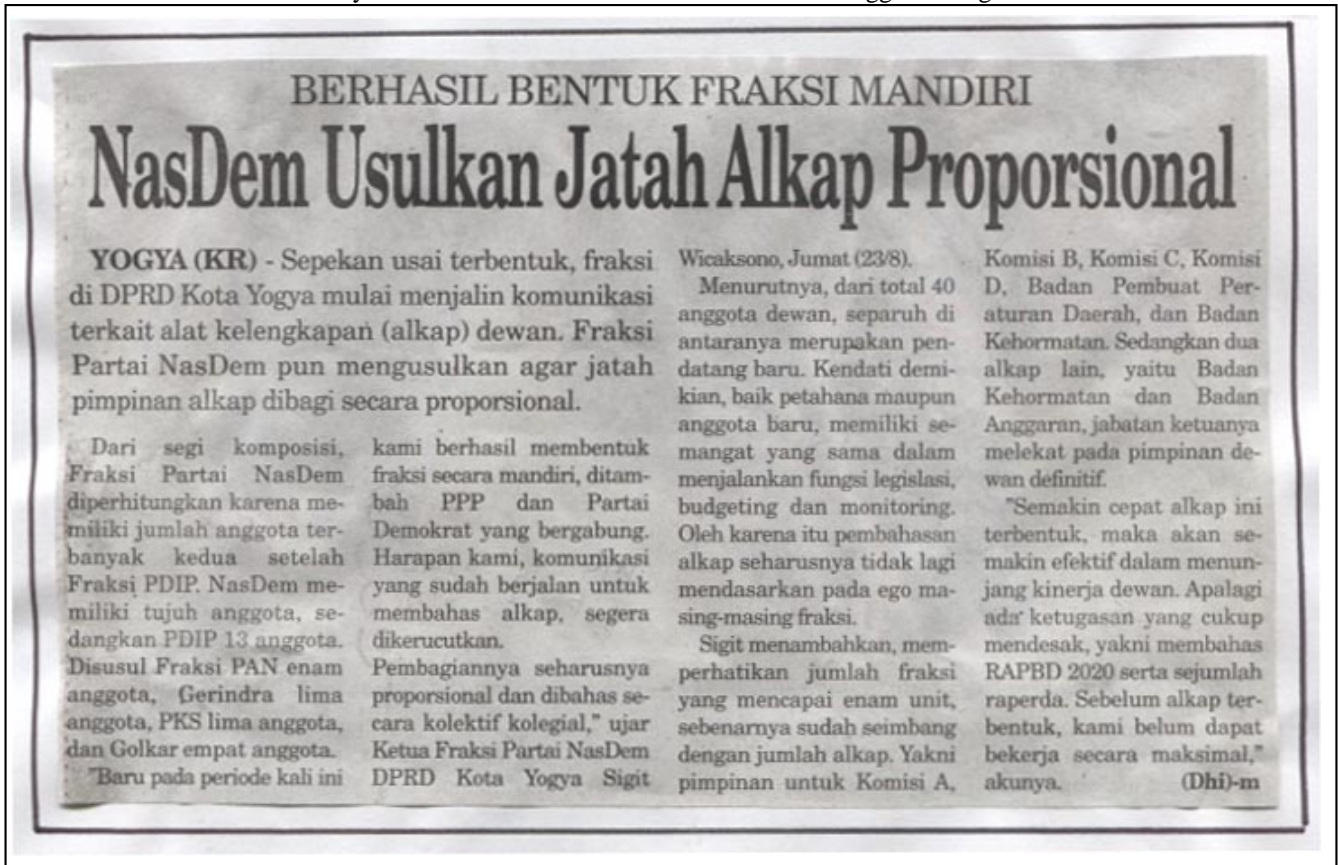 BERHASIL BENTUK FRAKSI MANDIRI
NasDem Usulkan Jatah Alkap Proporsional
YOGYA (KR) - Sepekan usai terbentuk, fraksi
di DPRD Kota Yogya mulai menjalin komunikasi
terkait alat kelengkapan (alkap) dewan. Fraksi
Partai NasDem pun mengusulkan agar jatah
pimpinan alkap dibagi secara proporsional.
Dari segi komposisi,
Fraksi Partai NasDem
diperhitungkan karena me-
miliki jumlah anggota ter-
banyak kedua setelah
Fraksi PDIP. NasDem me-
miliki tujuh anggota, se-
dangkan PDIP 13 anggota.
Disusul Fraksi PAN enam
anggota, Gerindra lima
anggota, PKS lima anggota,
dan Golkar empat anggota.
"Baru pada periode kali ini
kami berhasil membentuk
fraksi secara mandiri, ditam-
bah PPP dan Partai
Demokrat yang bergabung.
Harapan kami, komunikasi
yang sudah berjalan untuk
membahas alkap, segera
dikerucutkan.
Pembagiannya seharusnya
proporsional dan dibahas se-
cara kolektif kolegial," ujar
Ketua Fraksi Partai NasDem
DPRD Kota Yogya Sigit
Wicaksono, Jumat (23/8).
Menurutnya, dari total 40
anggota dewan, separuh di
antaranya merupakan pen-
datang baru. Kendati demi-
kian, baik petahana maupun
anggota baru, memiliki se-
mangat yang sama dalam
menjalankan fungsi legislasi,
budgeting dan monitoring.
Oleh karena itu pembahasan
alkap seharusnya tidak lagi
mendasarkan pada ego ma-
sing-masing fraksi.
Sigit menambahkan, mem-
perhatikan jumlah fraksi
yang mencapai enam unit,
sebenarnya sudah seimbang
dengan jumlah alkap. Yakni
pimpinan untuk Komisi A,
Komisi B, Komisi C, Komisi
D, Badan Pembuat Per-
aturan Daerah, dan Badan
Kehormatan. Sedangkan dua
alkap lain, yaitu Badan
Kehormatan dan Badan
Anggaran, jabatan ketuanya
melekat pada pimpinan de-
wan definitif.
"Semakin cepat alkap ini
terbentuk, maka akan se-
makin efektif dalam menun-
jang kinerja dewan. Apalagi
ada ketugasan yang cukup
mendesak, yakni membahas
RAPBD 2020 serta sejumlah
raperda. Sebelum alkap ter-
bentuk, kami belum dapat
bekerja secara maksimal,"
akunya. (Dhi)-m